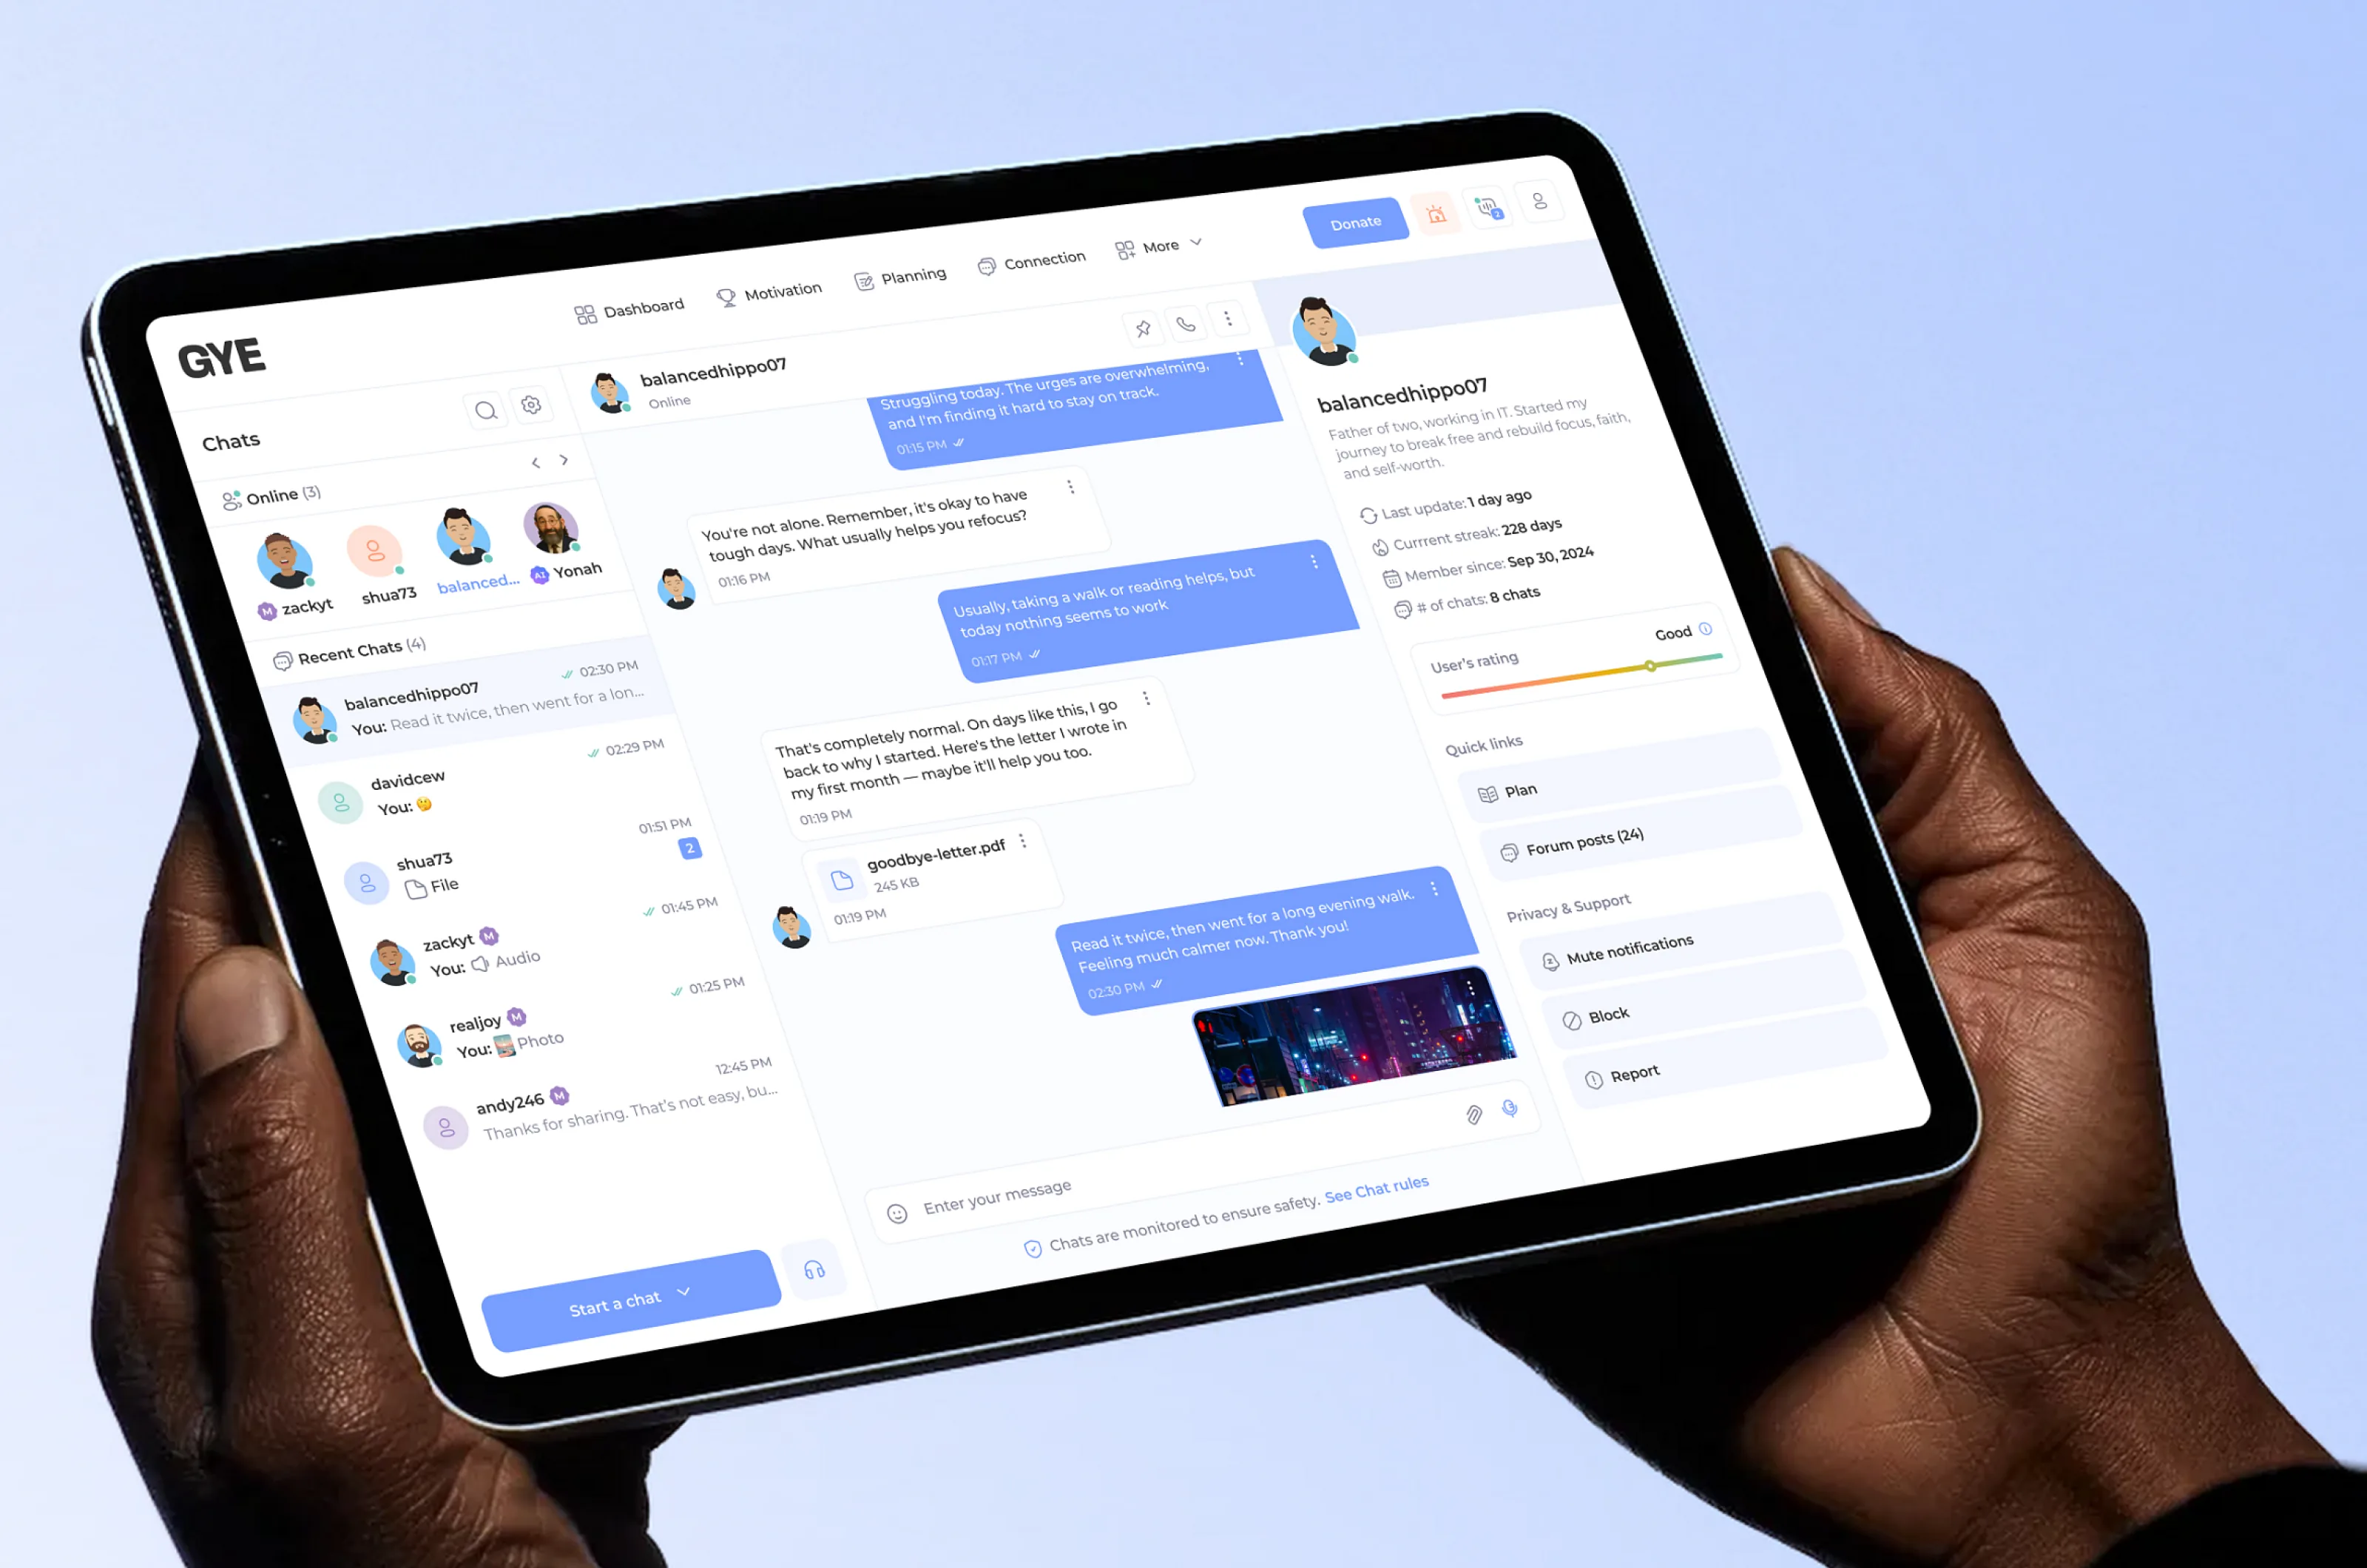 GYE
Dashboard
Motivation
Planning
Connection
More
Donate
2
Chats
Online (3)
M zackyt
shua73
balanced...
AI Yonah
Recent Chats (4)
balancedhippo07
02:30 PM
You: Read it twice, then went for a lon...
davidcew
02:29 PM
You: 🤔
shua73
01:51 PM
File
2
zackyt M
01:45 PM
You: Audio
realjoy M
01:25 PM
You: Photo
andy246 M
12:45 PM
Thanks for sharing. That's not easy, bu...
Start a chat
balancedhippo07
Online
Struggling today. The urges are overwhelming,
and I'm finding it hard to stay on track.
01:15 PM
You're not alone. Remember, it's okay to have
tough days. What usually helps you refocus?
01:16 PM
Usually, taking a walk or reading helps, but
today nothing seems to work
01:17 PM
That's completely normal. On days like this, I go
back to why I started. Here's the letter I wrote in
my first month — maybe it'll help you too.
01:19 PM
goodbye-letter.pdf
245 KB
01:19 PM
Read it twice, then went for a long evening walk.
Feeling much calmer now. Thank you!
02:30 PM
Enter your message
Chats are monitored to ensure safety. See Chat rules
balancedhippo07
Father of two, working in IT. Started my
journey to break free and rebuild focus, faith,
and self-worth.
Last update: 1 day ago
Currrent streak: 228 days
Member since: Sep 30, 2024
# of chats: 8 chats
User's rating
Good
Quick links
Plan
Forum posts (24)
Privacy & Support
Mute notifications
Block
Report